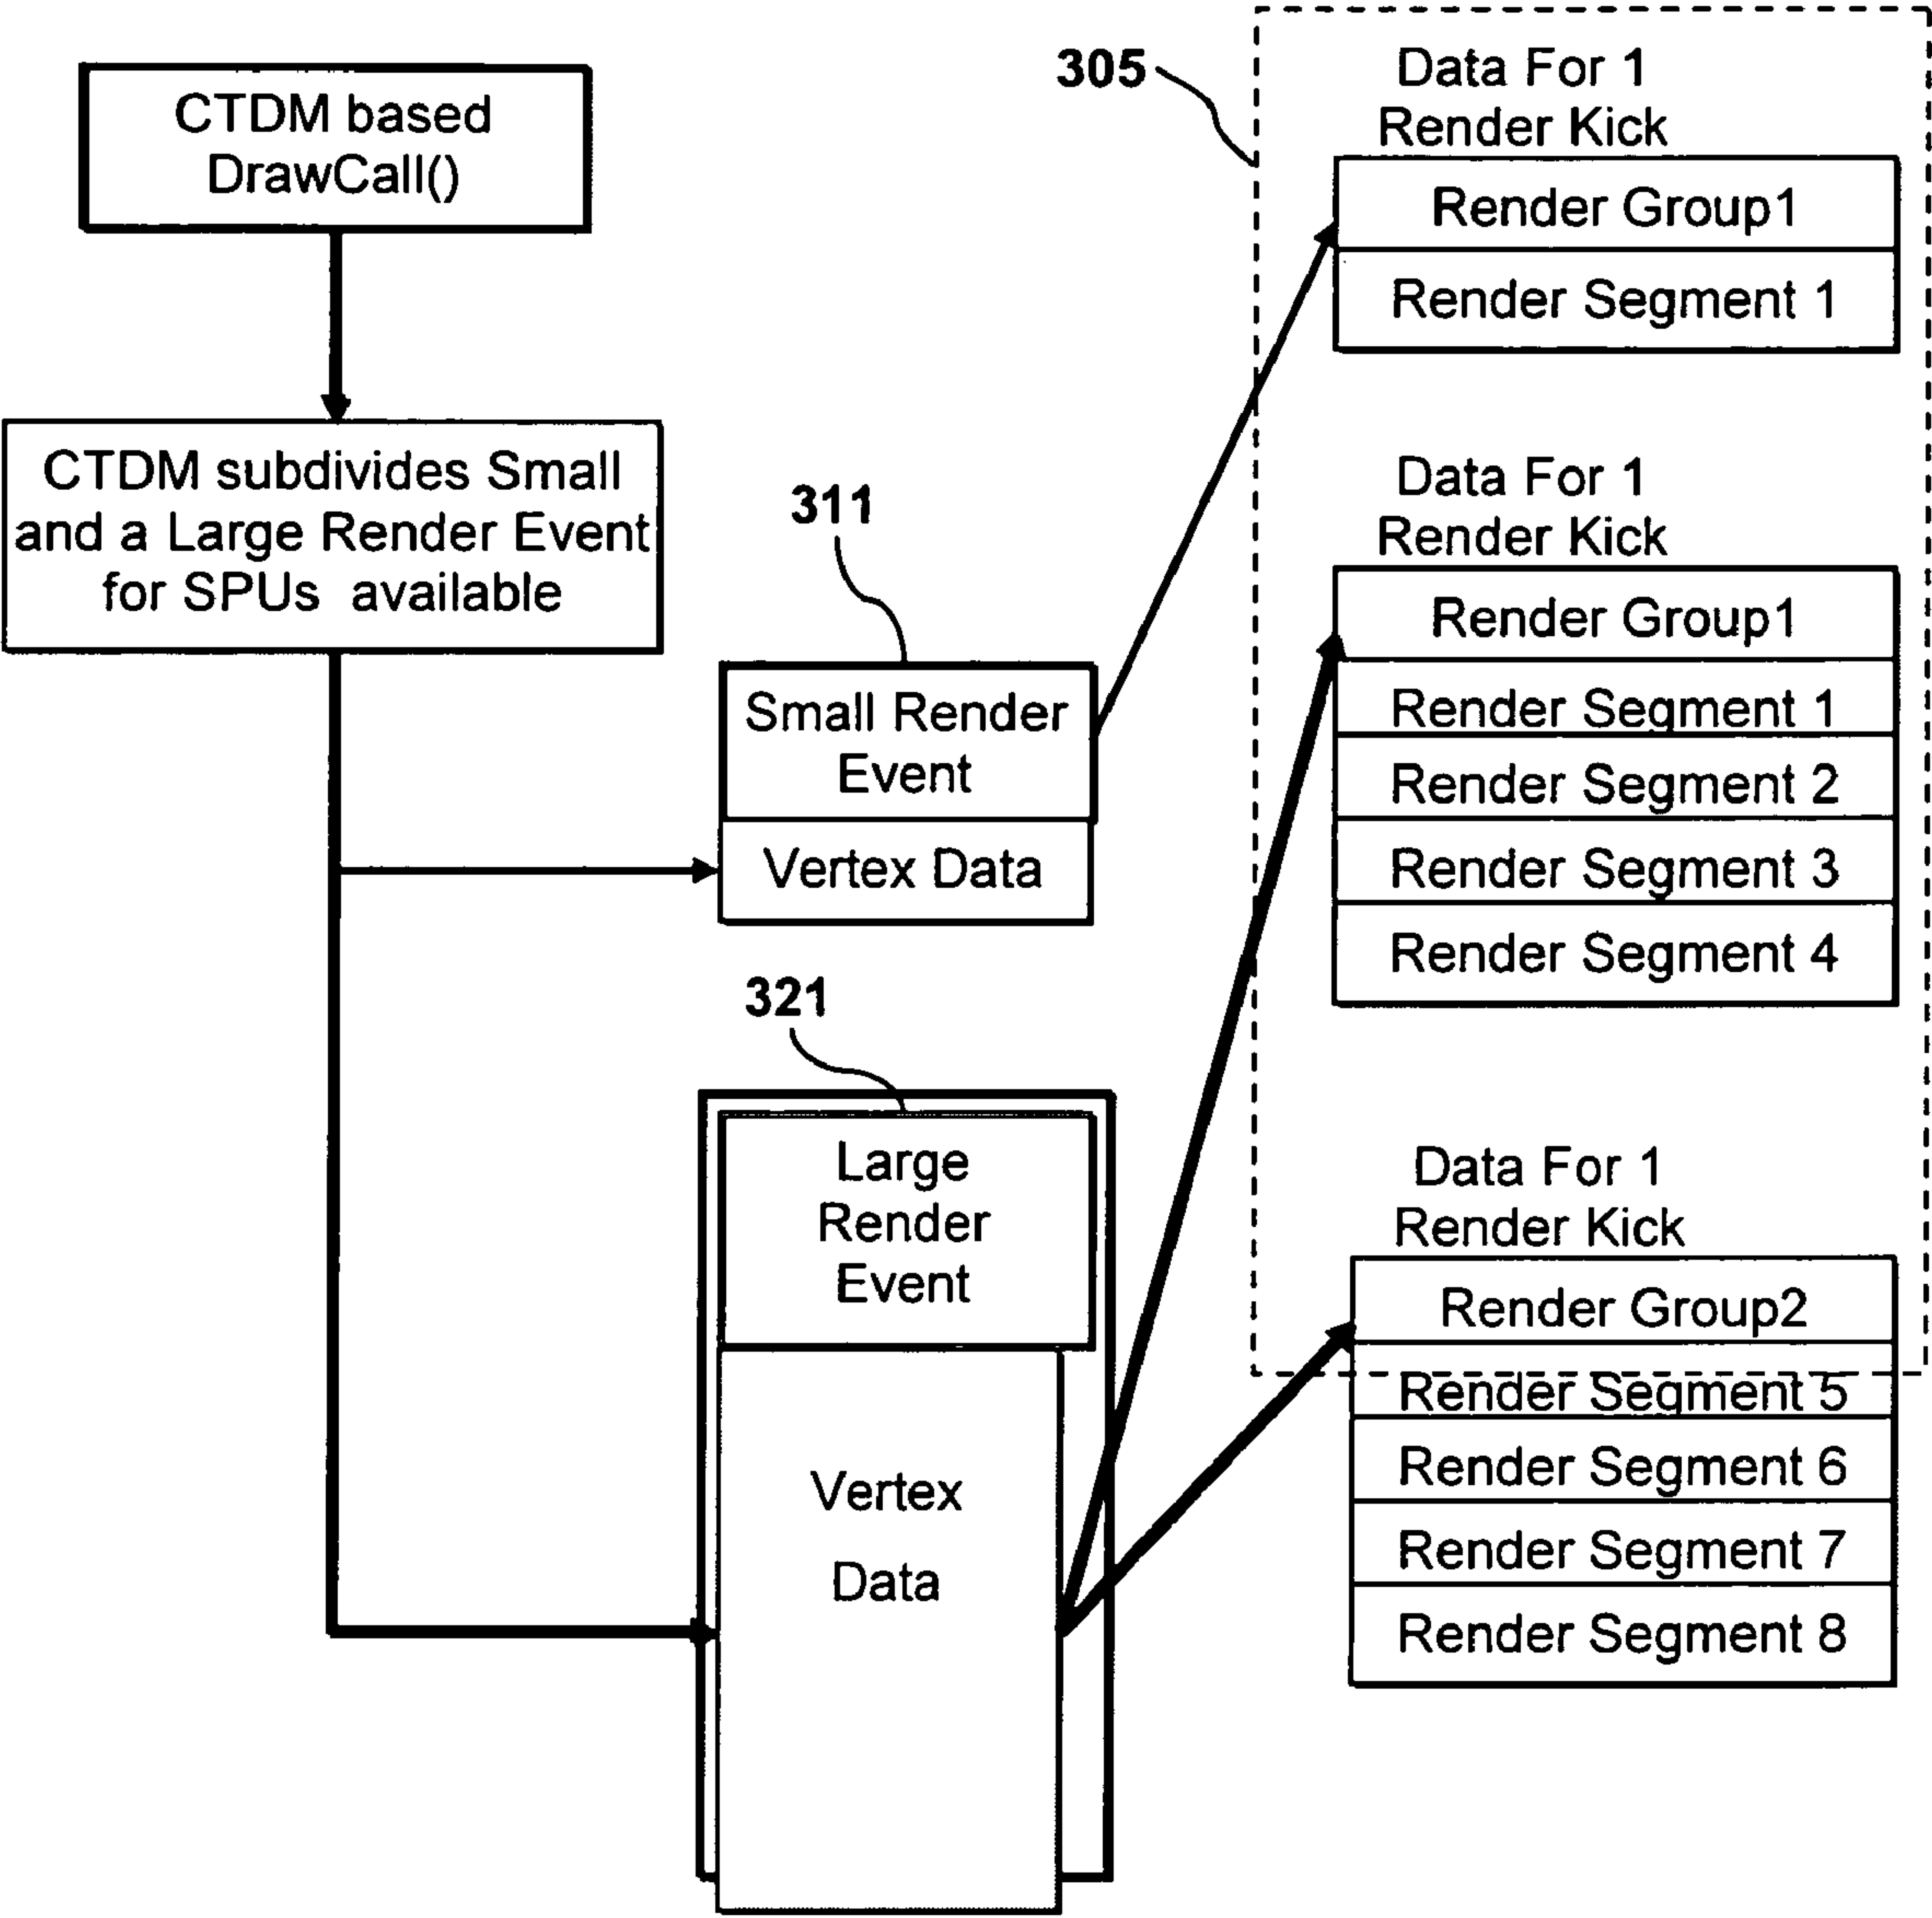 CTDM based
DrawCall()
CTDM subdivides Small
and a Large Render Event
for SPUs available
311
Small Render
Event
Vertex Data
321
Large
Render
Event
Vertex
Data
305
Data For 1
Render Kick
Render Group1
Render Segment 1
Data For 1
Render Kick
Render Group1
Render Segment 1
Render Segment 2
Render Segment 3
Render Segment 4
Data For 1
Render Kick
Render Group2
Render Segment 5
Render Segment 6
Render Segment 7
Render Segment 8